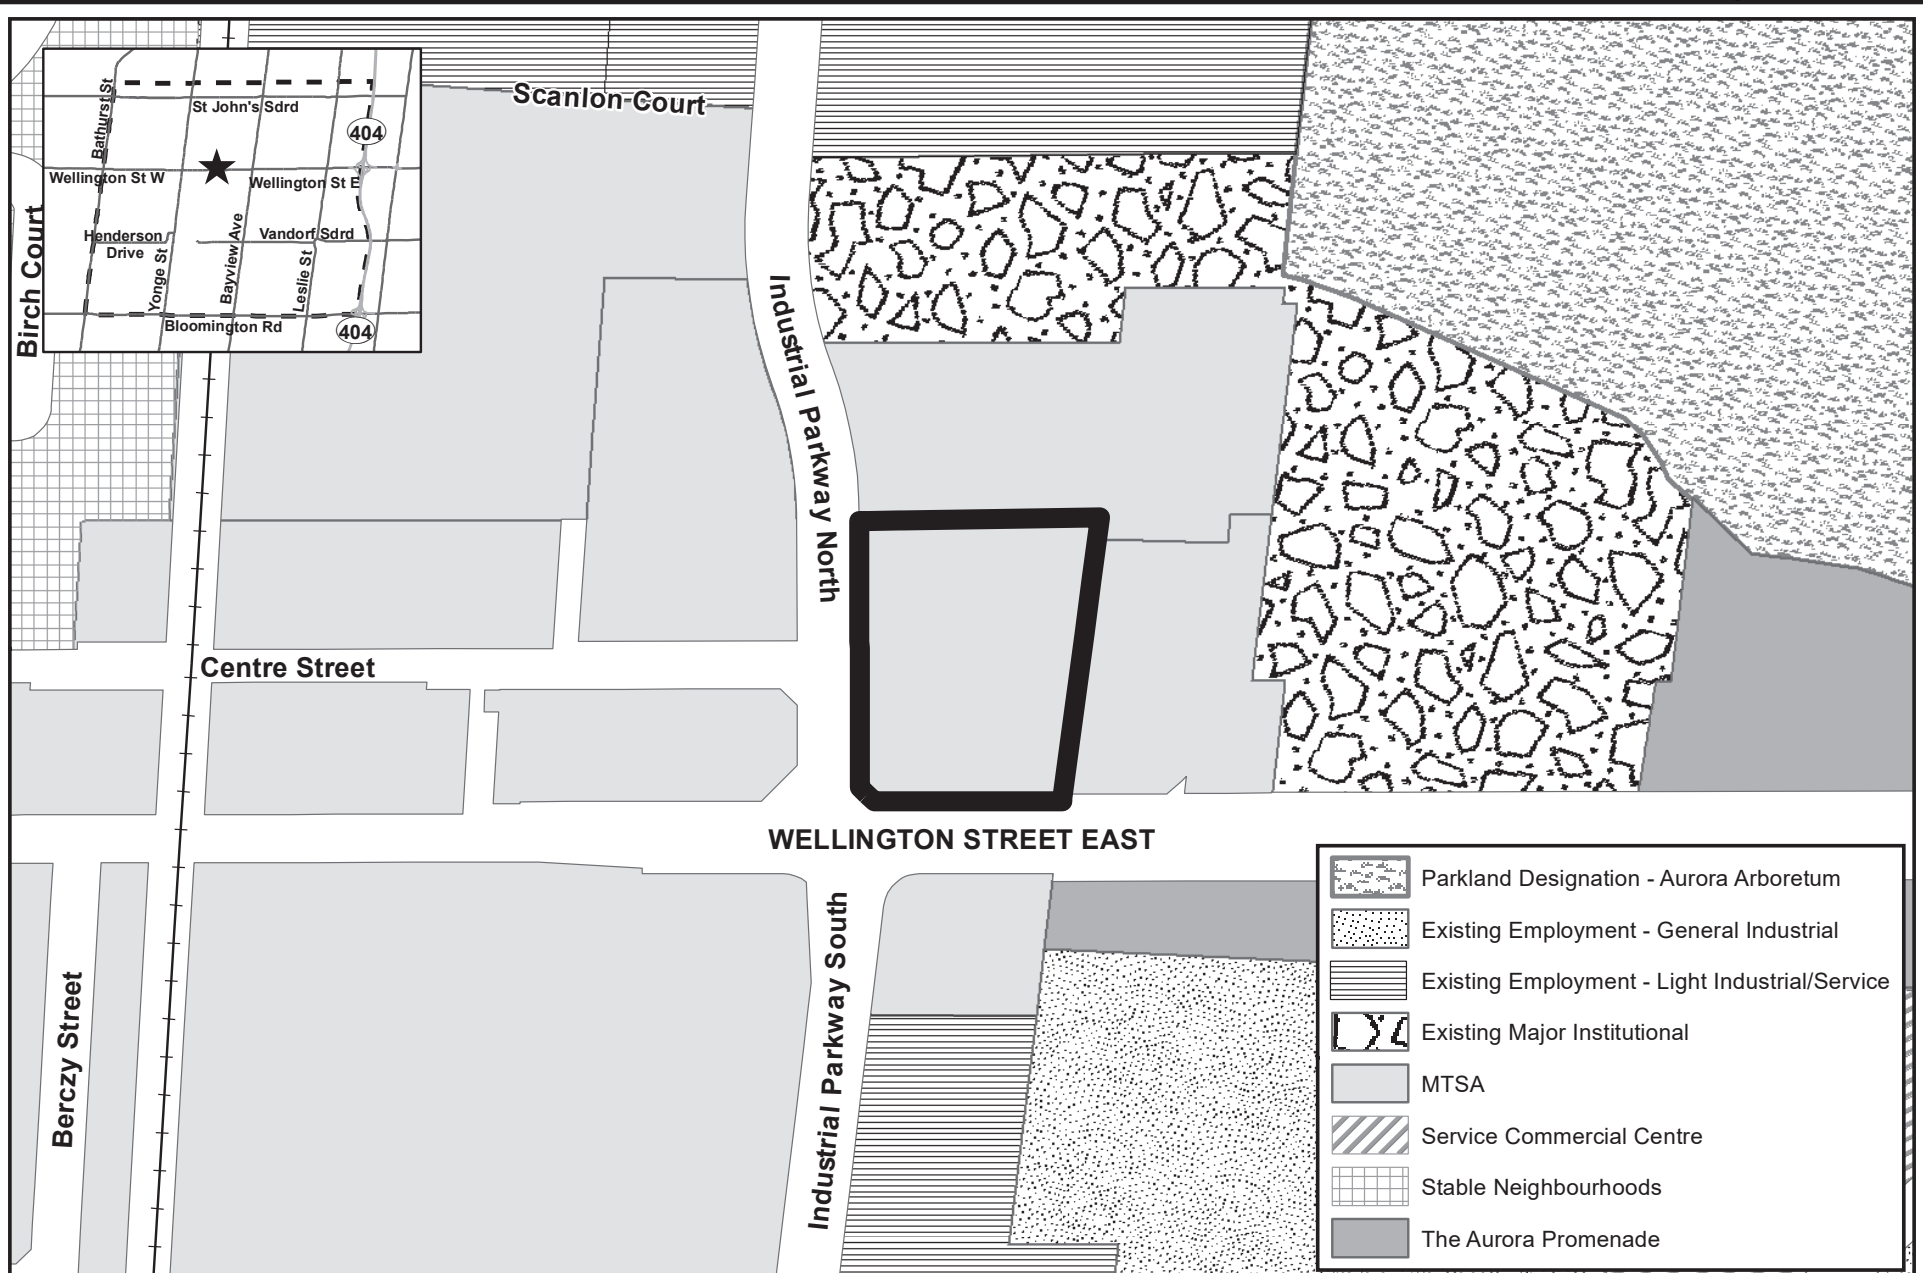 Scanlon Court
Bathurst St
St John's Sdrd
404
Wellington St W
Wellington St E
Henderson
Drive
Vandorf Sdrd
Yonge St
Bayview Ave
Leslie St
Bloomington Rd
404
Birch Court
Industrial Parkway North
Centre Street
WELLINGTON STREET EAST
Berczy Street
Industrial Parkway South
Parkland Designation - Aurora Arboretum
Existing Employment - General Industrial
Existing Employment - Light Industrial/Service
Existing Major Institutional
MTSA
Service Commercial Centre
Stable Neighbourhoods
The Aurora Promenade